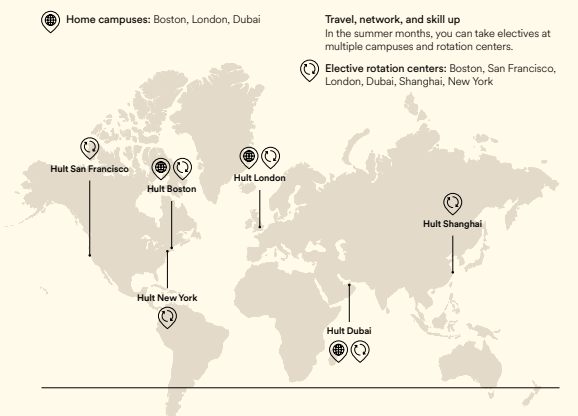 Home campuses: Boston, London, Dubai
Travel, network, and skill up
In the summer months, you can take electives at
multiple campuses and rotation centers.
Elective rotation centers: Boston, San Francisco,
London, Dubai, Shanghai, New York
Hult San Francisco
Hult Boston
Hult London
Hult Shanghai
Hult New York
Hult Dubai